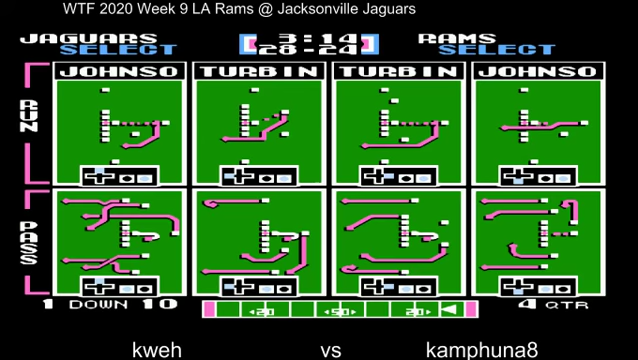 WTF 2020 Week 9 LA Rams @ Jacksonville Jaguars
JAGUARS 3:14 RAMS
SELECT 28-24 SELECT
JOHNSO TURBIN TURBIN JOHNSO
RUN
PASS
1 DOWN 10 20 50 20 4 QTR
kweh vs kamphuna8